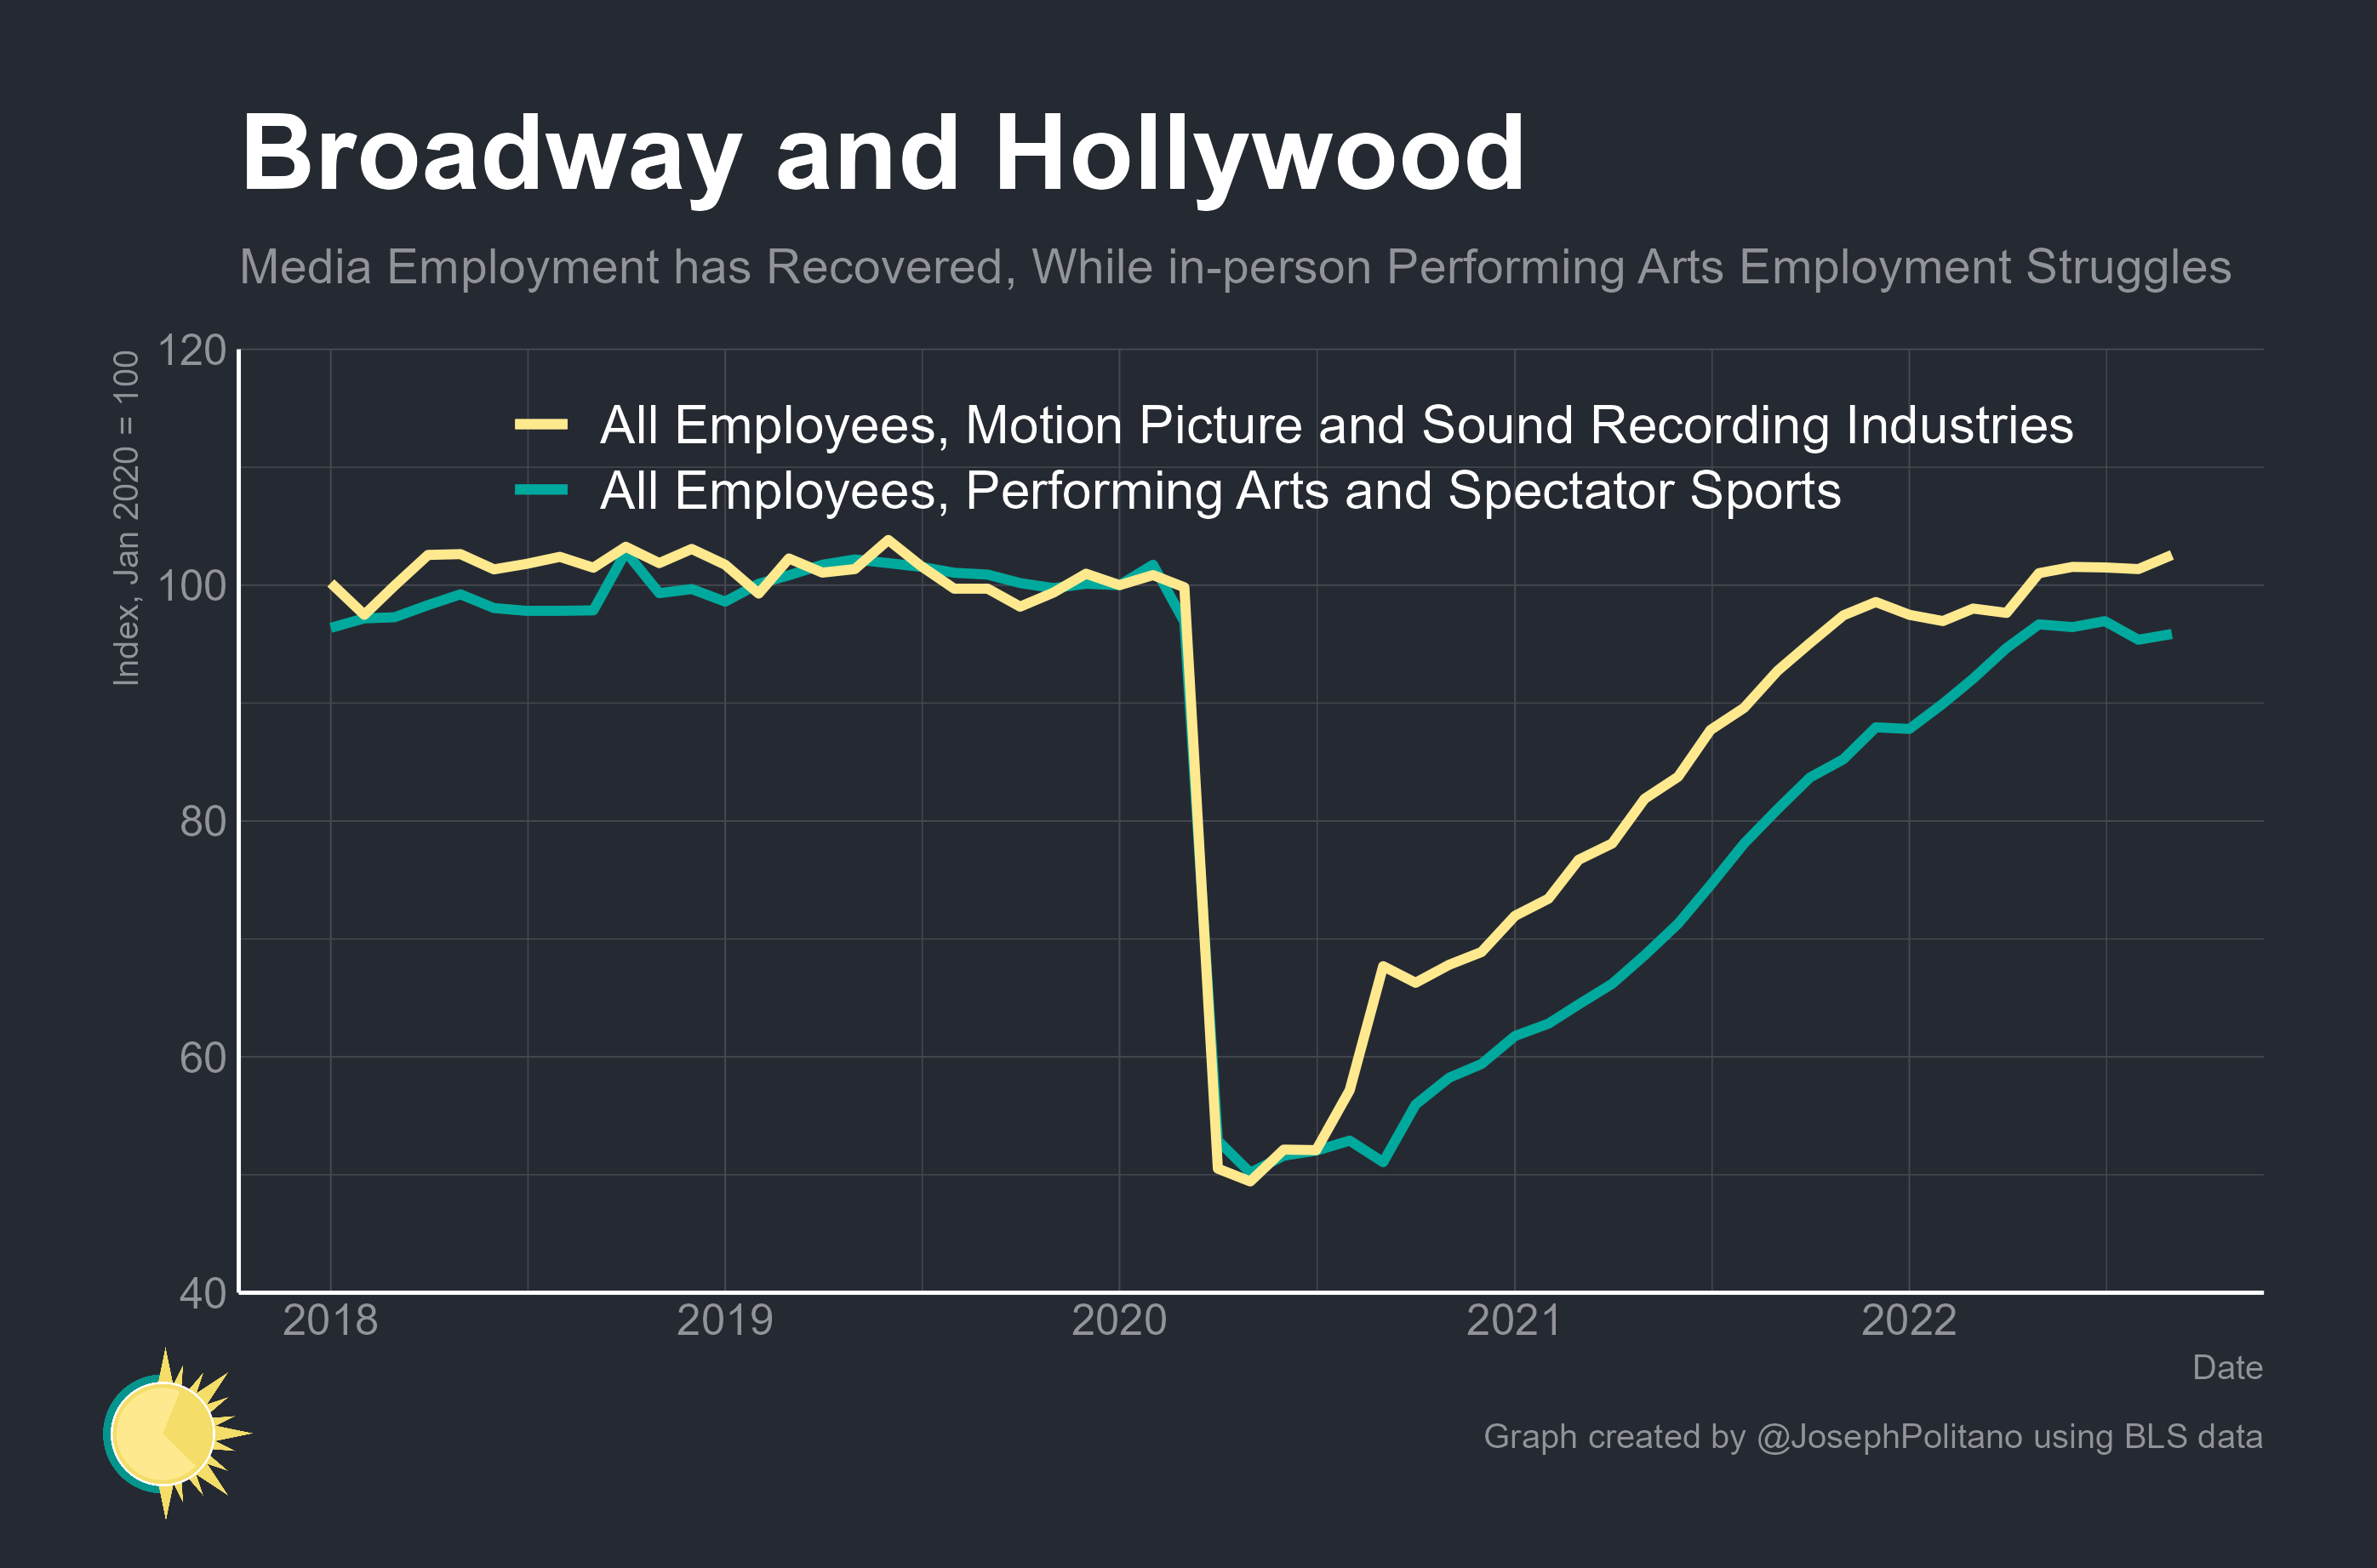 Broadway and Hollywood
Media Employment has Recovered, While in-person Performing Arts Employment Struggles
Index, Jan 2020 = 100
120
100
80
60
40
All Employees, Motion Picture and Sound Recording Industries
All Employees, Performing Arts and Spectator Sports
2018
2019
2020
2021
2022
Date
Graph created by @JosephPolitano using BLS data